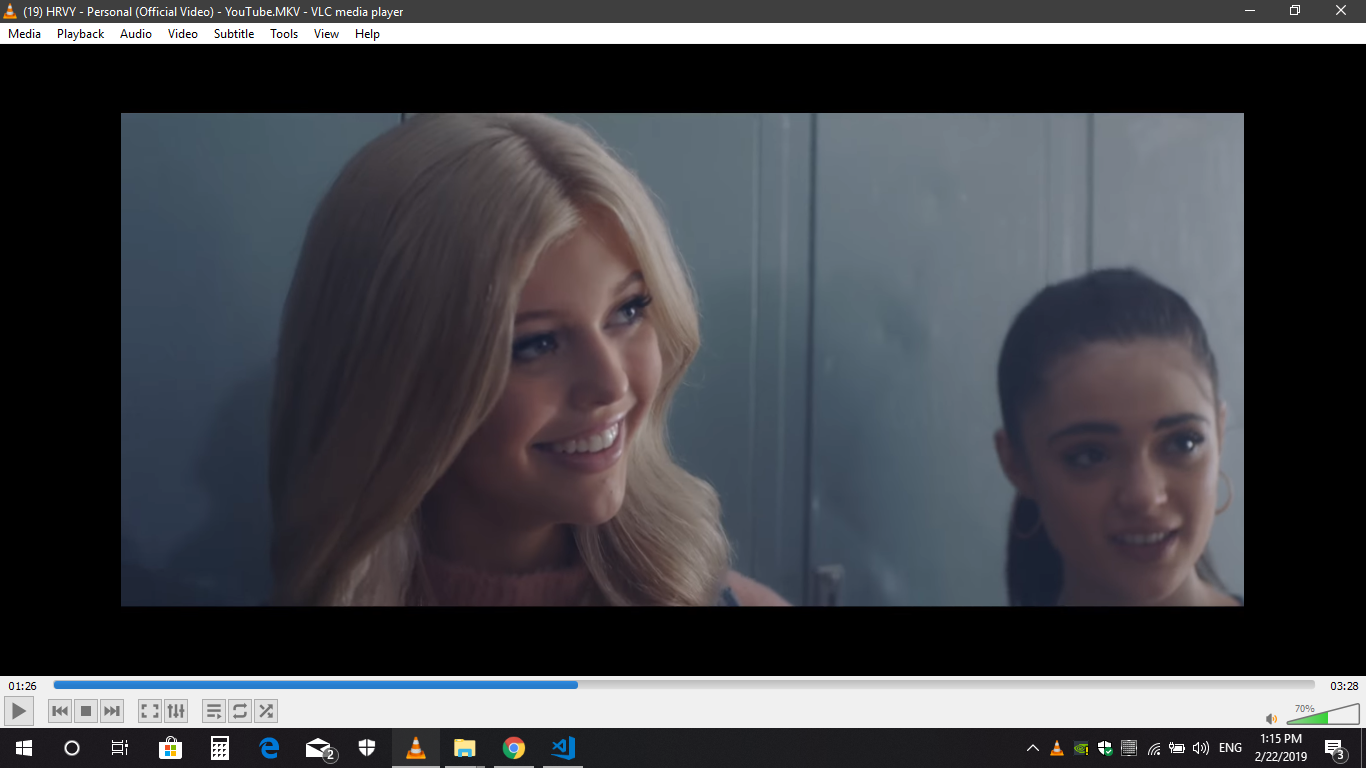 (19) HRVY - Personal (Official Video) - YouTube.MKV - VLC media player
Media Playback Audio Video Subtitle Tools View Help
01:26 03:28
70%
2
ENG
1:15 PM
2/22/2019
3